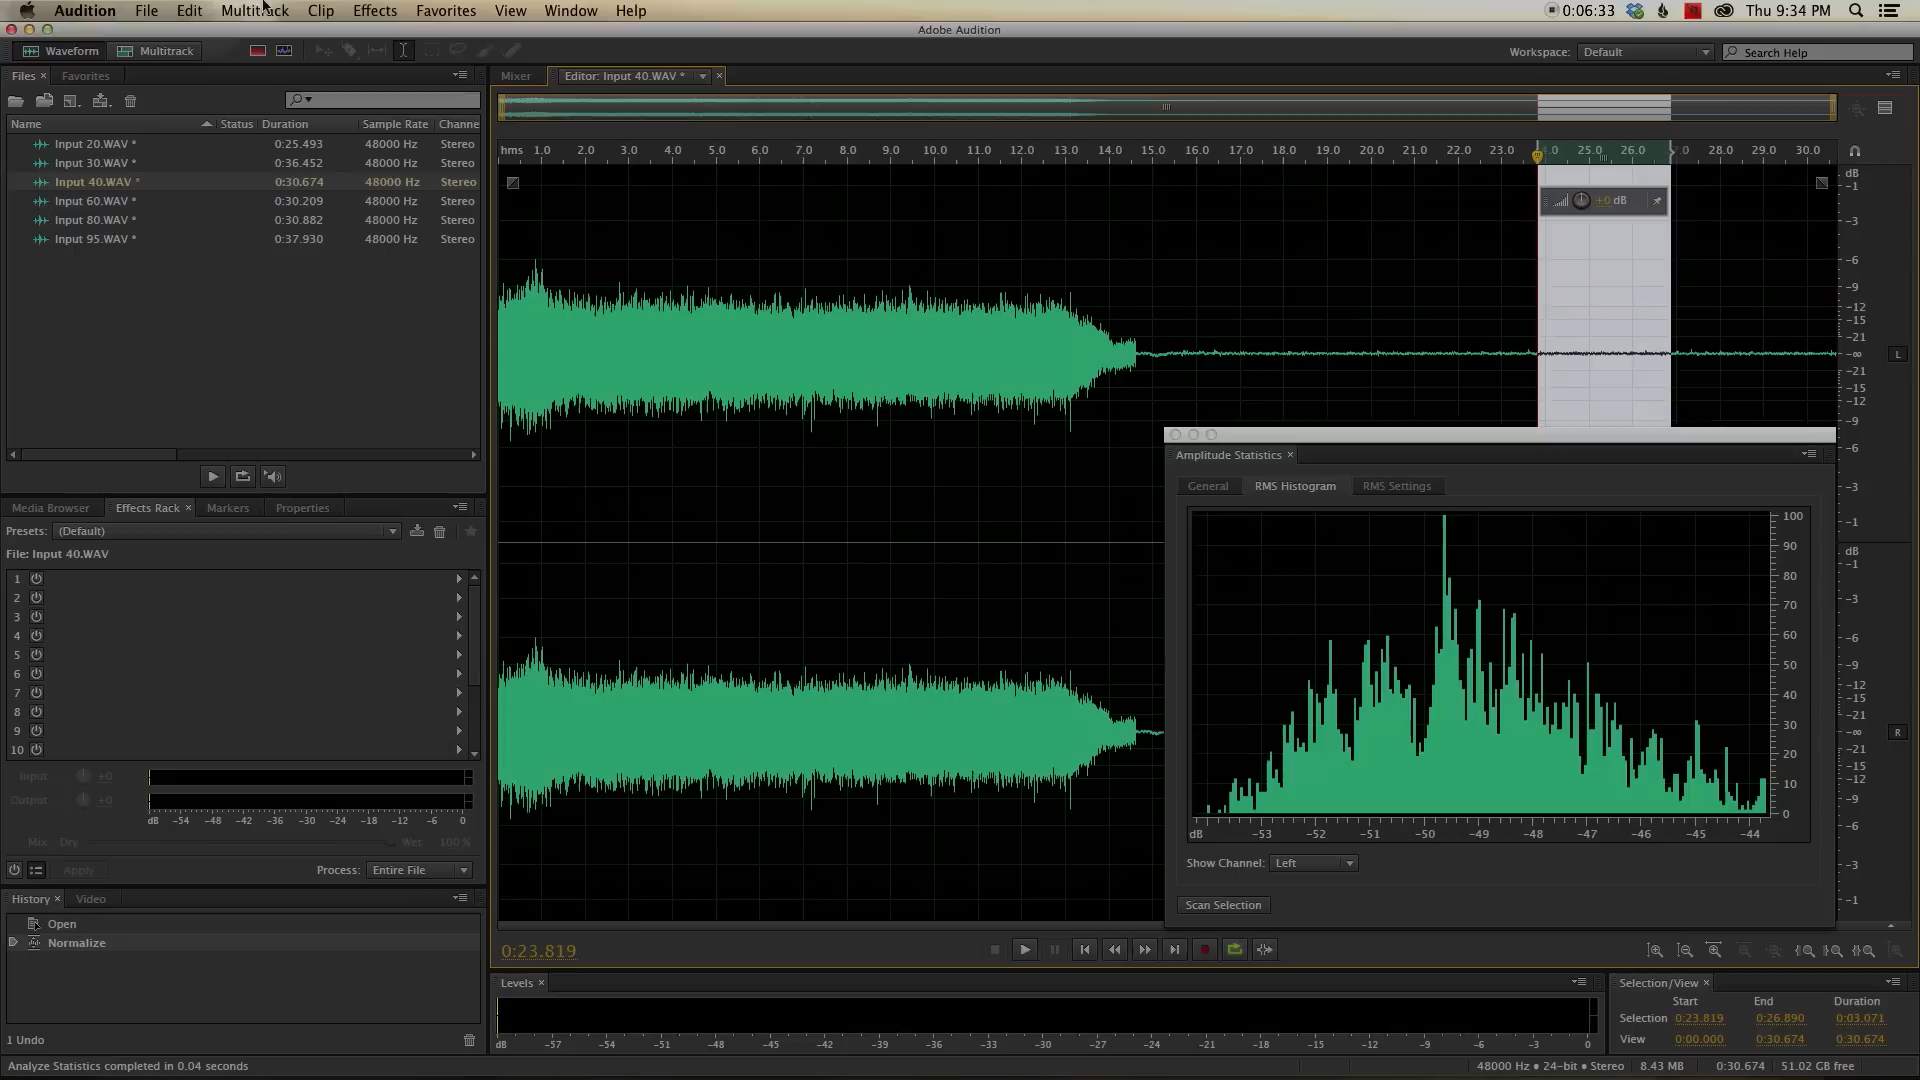 Audition File Edit Multitrack Clip Effects Favorites View Window Help 0:06:33 Thu 9:34 PM
Adobe Audition
Waveform Multitrack Workspace: Default Search Help
Files × Favorites
Name Status Duration Sample Rate Channe
Input 20.WAV * 0:25.493 48000 Hz Stereo
Input 30.WAV * 0:36.452 48000 Hz Stereo
Input 40.WAV * 0:30.674 48000 Hz Stereo
Input 60.WAV * 0:30.209 48000 Hz Stereo
Input 80.WAV * 0:30.882 48000 Hz Stereo
Input 95.WAV * 0:37.930 48000 Hz Stereo
Media Browser Effects Rack × Markers Properties
Presets: (Default)
File: Input 40.WAV
1
2
3
4
5
6
7
8
9
10
Input +0
Output +0
dB -54 -48 -42 -36 -30 -24 -18 -12 -6 0
Mix: Dry Wet 100 %
Apply Process: Entire File
History × Video
Open
Normalize
1 Undo
Analyze Statistics completed in 0.04 seconds
Mixer Editor: Input 40.WAV * ×
hms 1.0 2.0 3.0 4.0 5.0 6.0 7.0 8.0 9.0 10.0 11.0 12.0 13.0 14.0 15.0 16.0 17.0 18.0 19.0 20.0 21.0 22.0 23.0 4.0 25.0 26.0 7.0 28.0 29.0 30.0
+0 dB
dB
-1
-3
-6
-9
-12
-15
-21
-∞
-21
-15
-12
-9
-6
-3
-1
L
dB
-1
-3
-6
-9
-12
-15
-21
-∞
-21
-15
-12
-9
-6
-3
-1
R
Amplitude Statistics ×
General RMS Histogram RMS Settings
100
90
80
70
60
50
40
30
20
10
0
dB -53 -52 -51 -50 -49 -48 -47 -46 -45 -44
Show Channel: Left
Scan Selection
0:23.819
Levels ×
dB -57 -54 -51 -48 -45 -42 -39 -36 -33 -30 -27 -24 -21 -18 -15 -12 -9 -6 -3 0
Selection/View ×
Start End Duration
Selection 0:23.819 0:26.890 0:03.071
View 0:00.000 0:30.674 0:30.674
48000 Hz • 24-bit • Stereo 8.43 MB 0:30.674 51.02 GB free